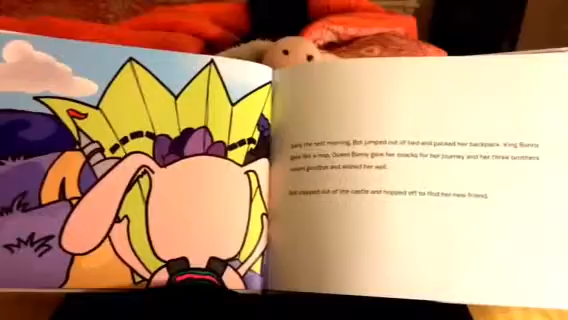 Early the next morning, Bot jumped out of bed and packed her backpack. King Bunny
gave her a map, Queen Bunny gave her snacks for her journey and her three brothers
waved goodbye and wished her well.
Bot stepped out of the castle and hopped off to find her new friend.